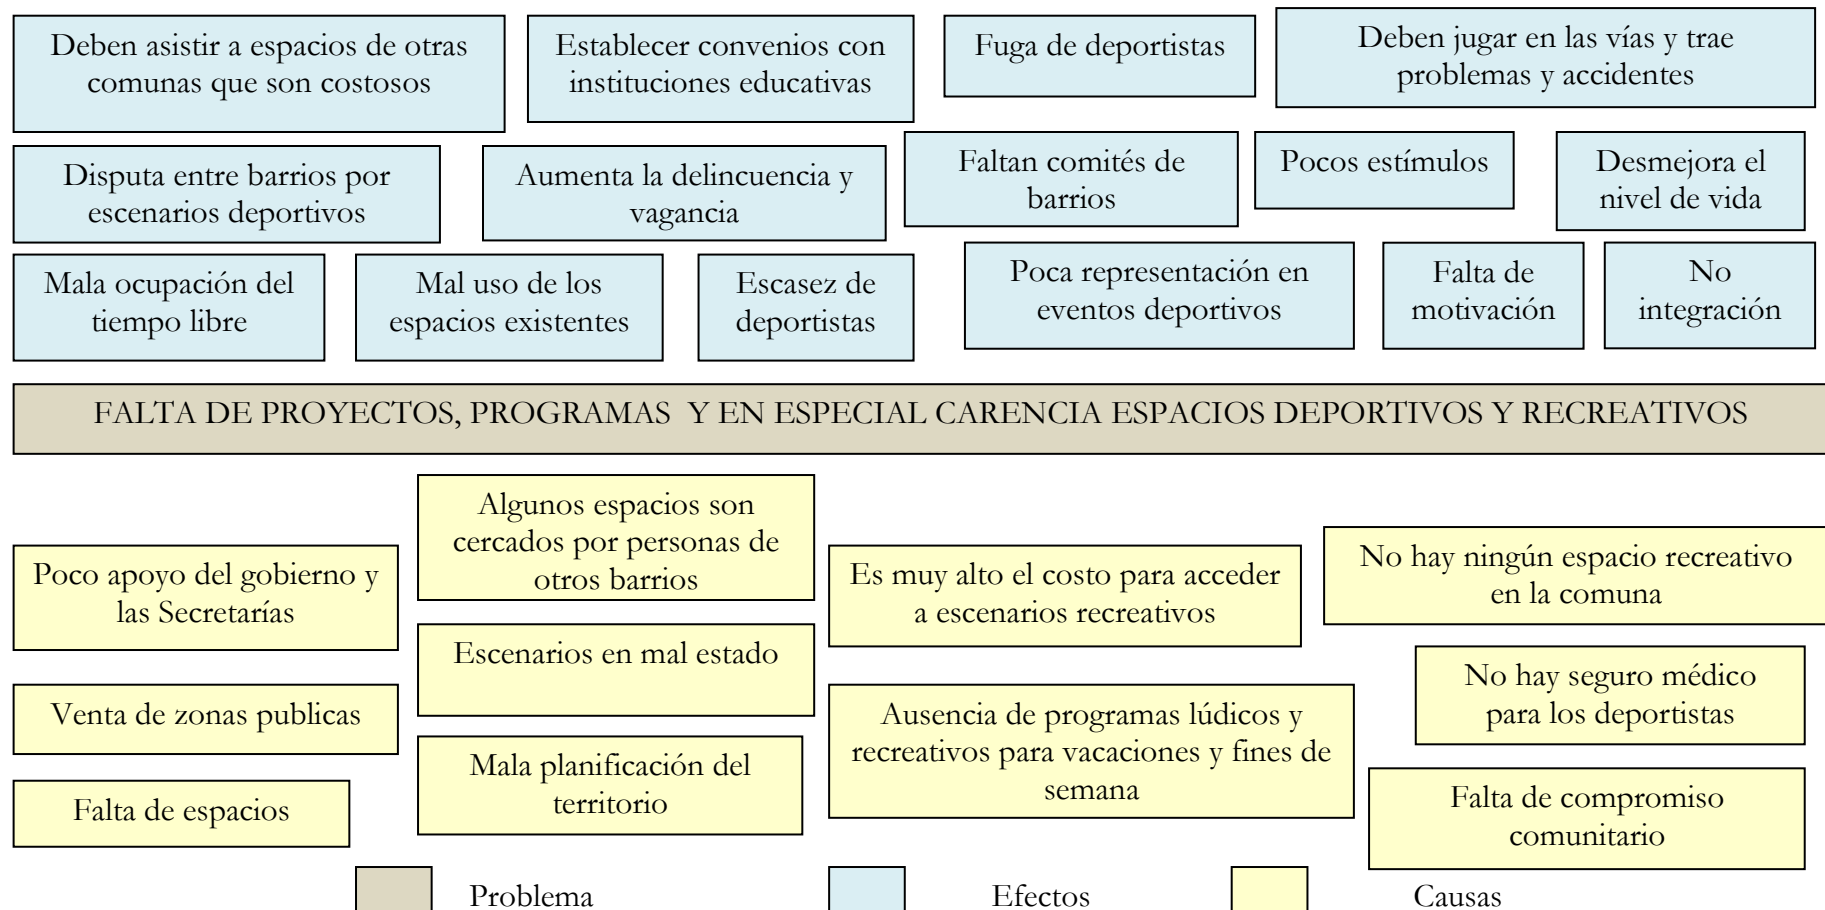 Deben asistir a espacios de otras
comunas que son costosos
Establecer convenios con
instituciones educativas
Fuga de deportistas
Deben jugar en las vías y trae
problemas y accidentes
Disputa entre barrios por
escenarios deportivos
Aumenta la delincuencia y
vagancia
Faltan comités de
barrios
Pocos estímulos
Desmejora el
nivel de vida
Mala ocupación del
tiempo libre
Mal uso de los
espacios existentes
Escasez de
deportistas
Poca representación en
eventos deportivos
Falta de
motivación
No
integración
FALTA DE PROYECTOS, PROGRAMAS Y EN ESPECIAL CARENCIA ESPACIOS DEPORTIVOS Y RECREATIVOS
Poco apoyo del gobierno y
las Secretarías
Algunos espacios son
cercados por personas de
otros barrios
Es muy alto el costo para acceder
a escenarios recreativos
No hay ningún espacio recreativo
en la comuna
Escenarios en mal estado
Venta de zonas publicas
Ausencia de programas lúdicos y
recreativos para vacaciones y fines de
semana
No hay seguro médico
para los deportistas
Falta de espacios
Mala planificación del
territorio
Falta de compromiso
comunitario
Problema
Efectos
Causas